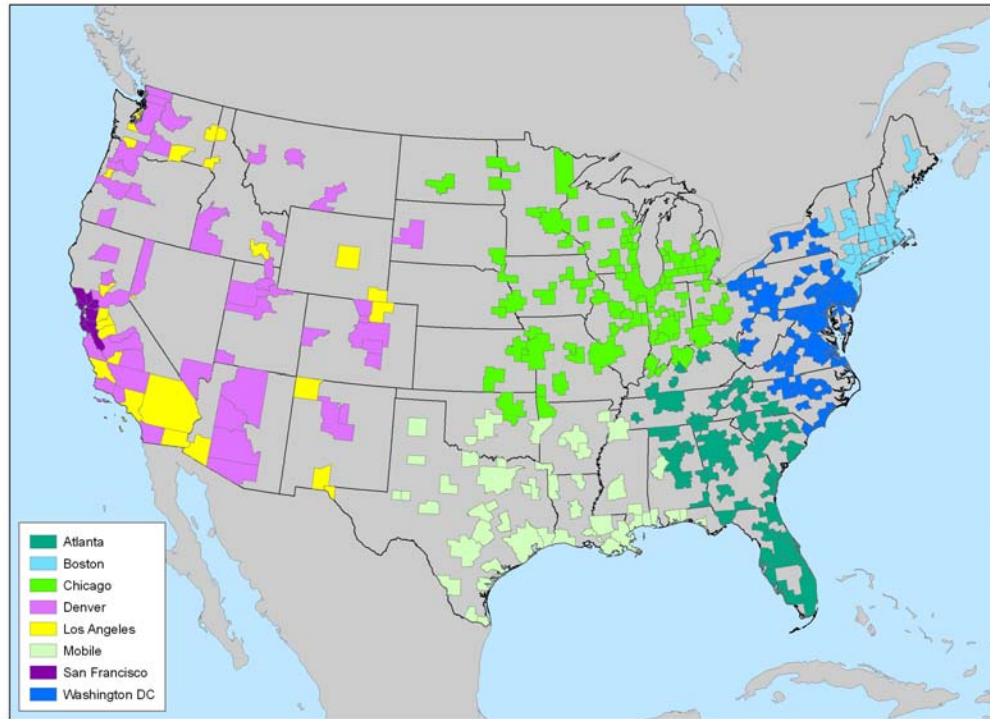 Atlanta
Boston
Chicago
Denver
Los Angeles
Mobile
San Francisco
Washington DC